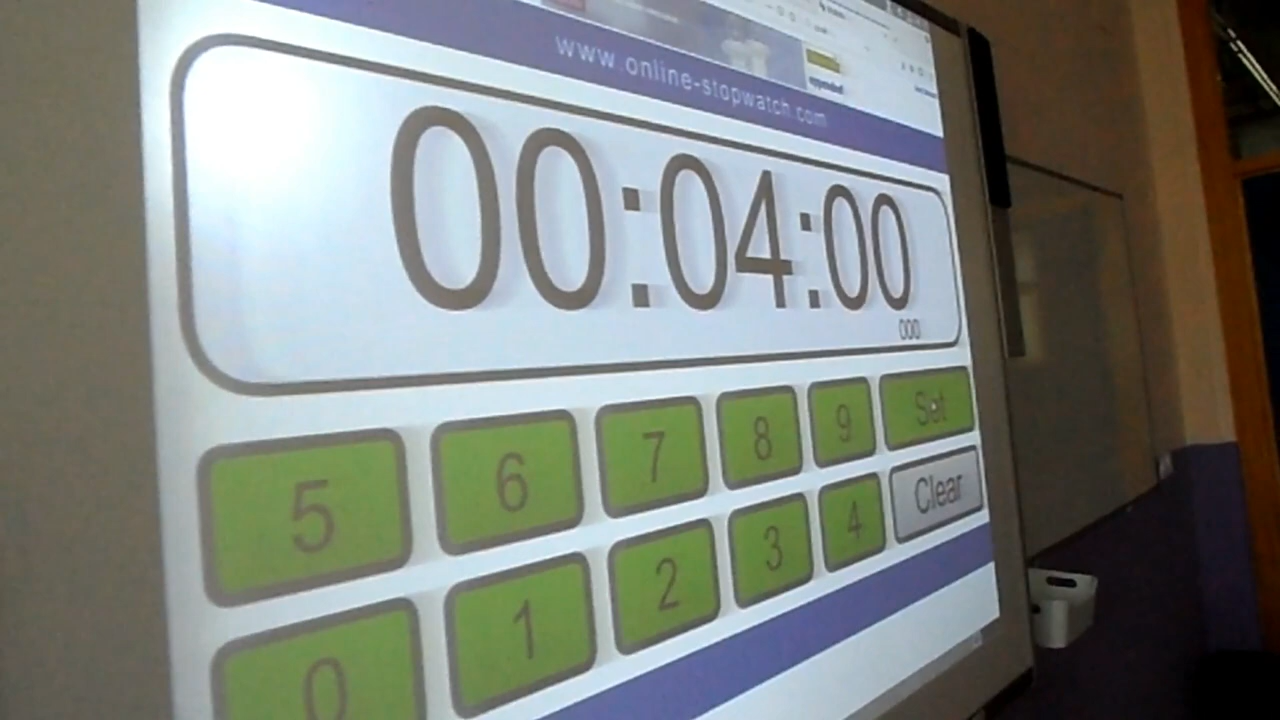 www.online-stopwatch.com
00:04:00
000
5 6 7 8 9 Set
0 1 2 3 4 Clear